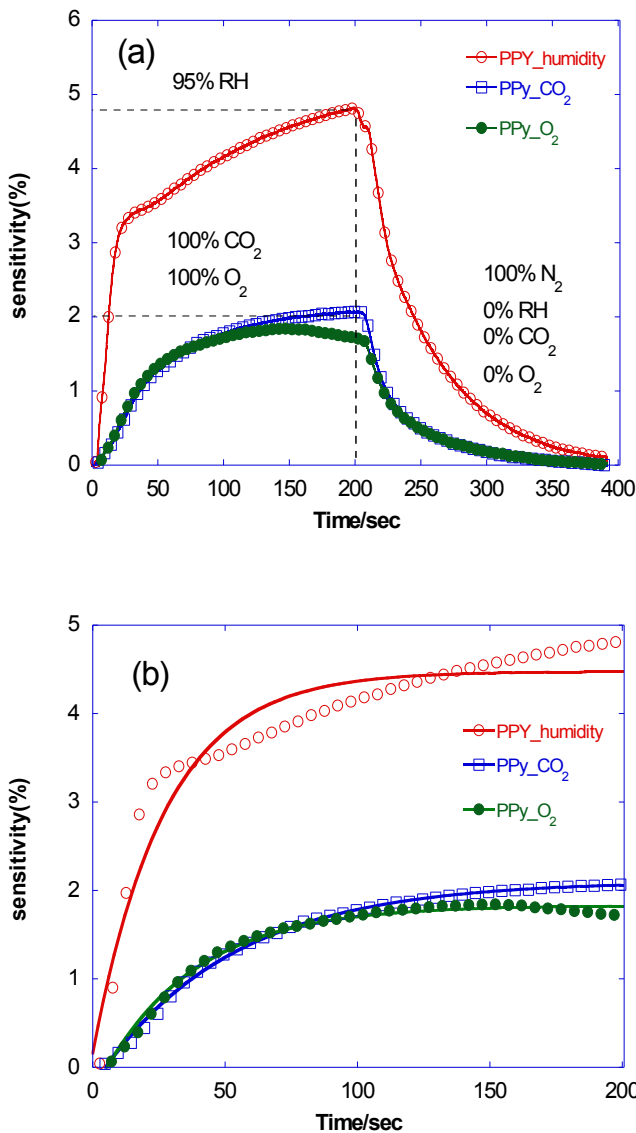 6
5
4
3
2
1
0
sensitivity(%)
(a)
95% RH
PPY_humidity
PPy_CO2
PPy_O2
100% CO2
100% O2
100% N2
0% RH
0% CO2
0% O2
0 50 100 150 200 250 300 350 400
Time/sec
5
4
3
2
1
0
sensitivity(%)
(b)
PPY_humidity
PPy_CO2
PPy_O2
0 50 100 150 200
Time/sec